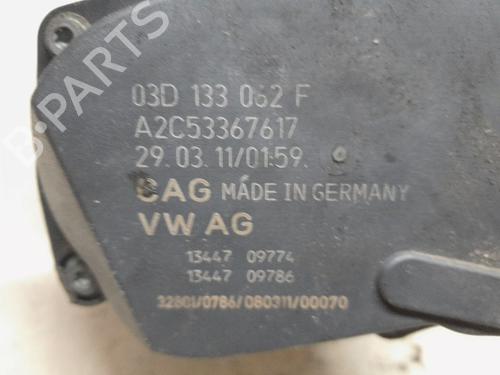 B-PARTS
03D 133 062 F
A2C53367617
29.03.11/01:59.
CAG MADE IN GERMANY
VW AG
13447 09774
13447 09786
32801/0786/080311/00070